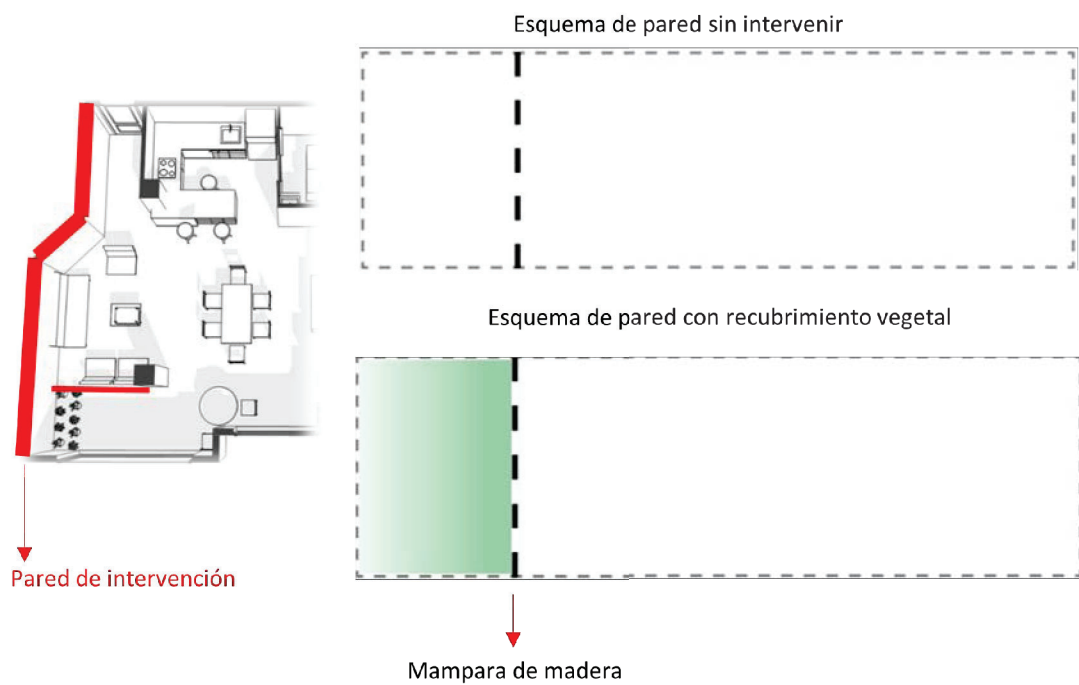 Esquema de pared sin intervenir
Esquema de pared con recubrimiento vegetal
Pared de intervención
Mampara de madera